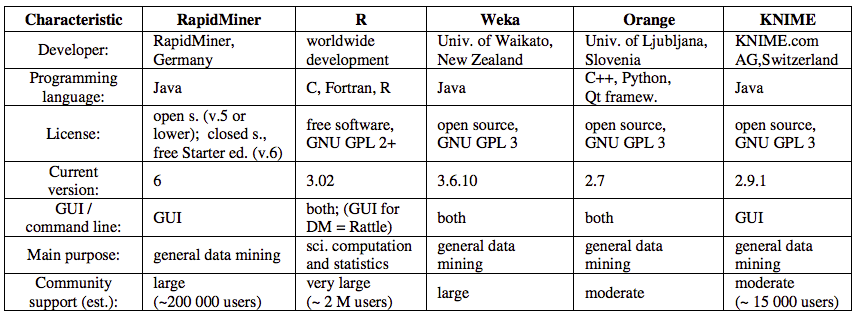 Characteristic RapidMiner R Weka Orange KNIME
Developer: RapidMiner, Germany worldwide development Univ. of Waikato, New Zealand Univ. of Ljubljana, Slovenia KNIME.com AG,Switzerland
Programming language: Java C, Fortran, R Java C++, Python, Qt framew. Java
License: open s. (v.5 or lower); closed s., free Starter ed. (v.6) free software, GNU GPL 2+ open source, GNU GPL 3 open source, GNU GPL 3 open source, GNU GPL 3
Current version: 6 3.02 3.6.10 2.7 2.9.1
GUI / command line: GUI both; (GUI for DM = Rattle) both both GUI
Main purpose: general data mining sci. computation and statistics general data mining general data mining general data mining
Community support (est.): large (~200 000 users) very large (~ 2 M users) large moderate moderate (~ 15 000 users)